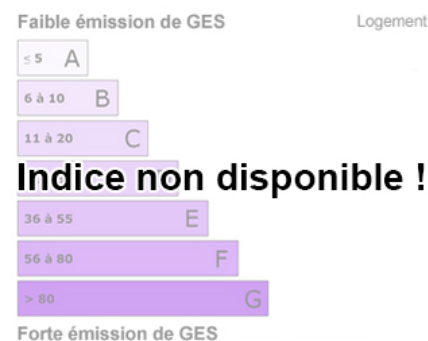 Faible émission de GES Logement
≤ 5 A
6 à 10 B
11 à 20 C
Indice non disponible !
36 à 55 E
56 à 80 F
> 80 G
Forte émission de GES